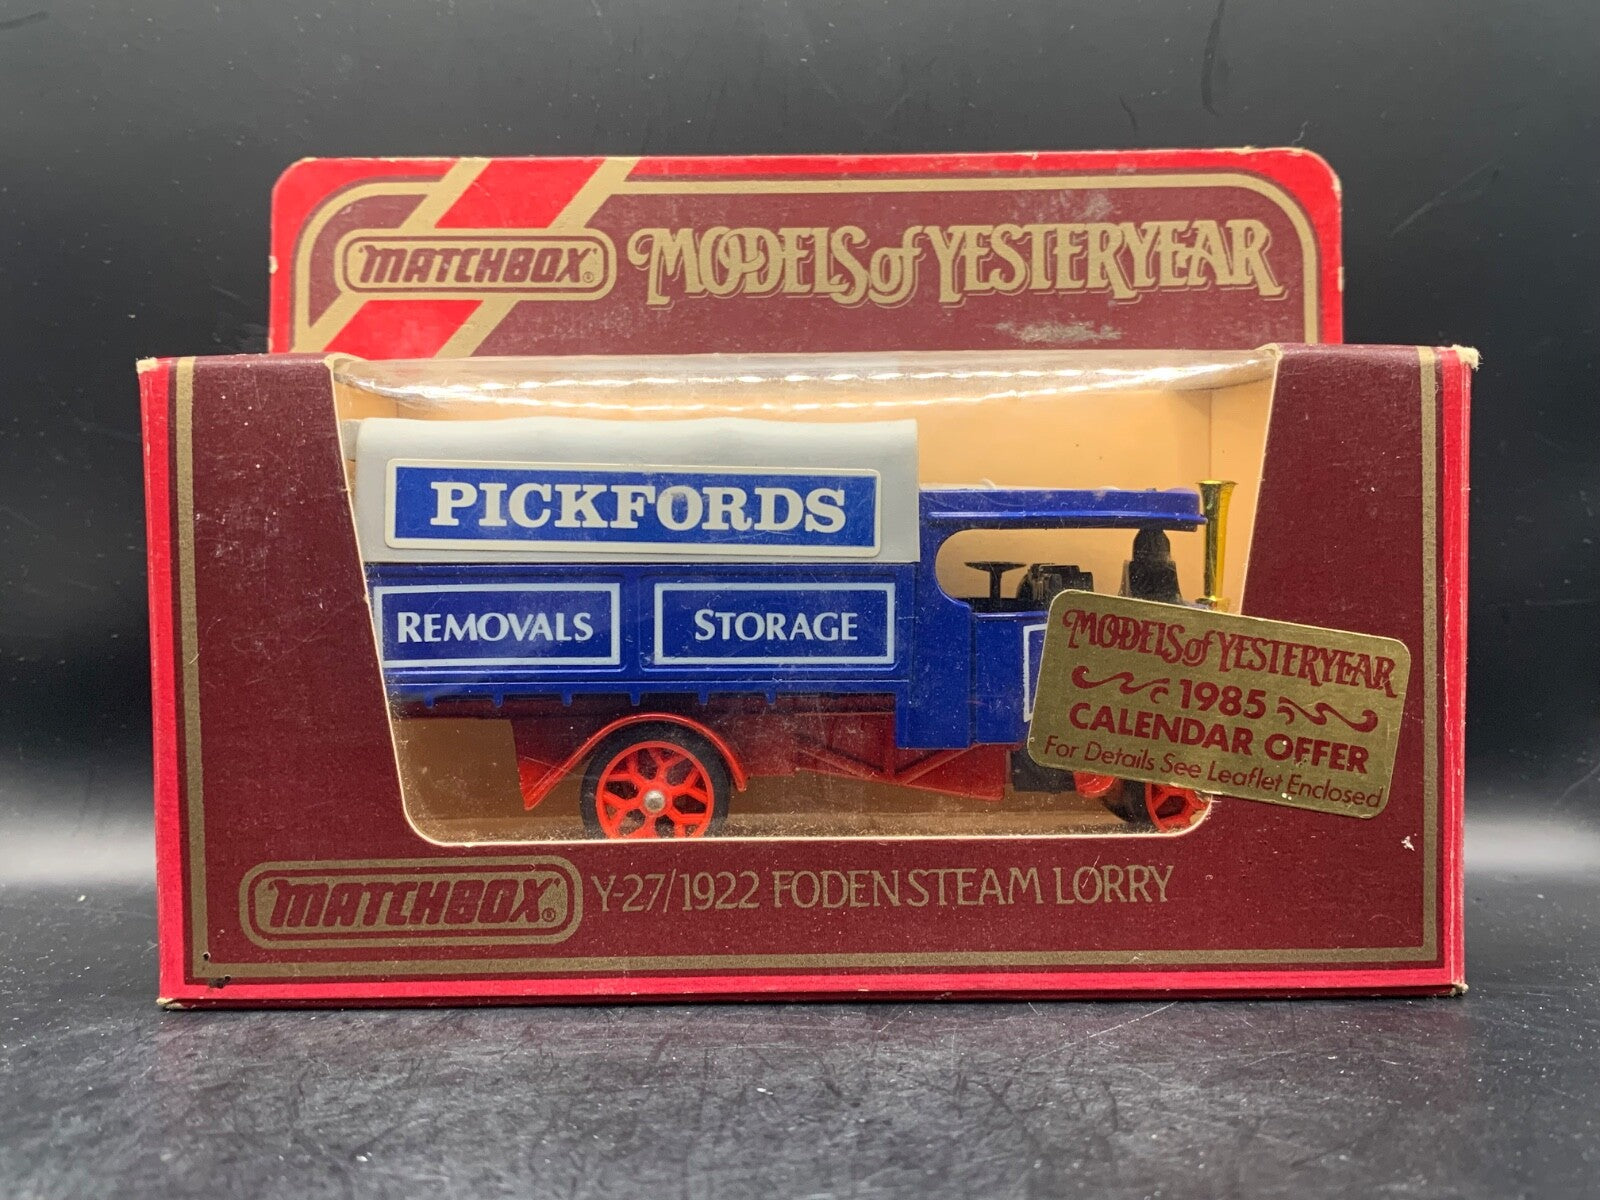 MATCHBOX® MODELS of YESTERYEAR
PICKFORDS
REMOVALS STORAGE
MODELS of YESTERYEAR
1985
CALENDAR OFFER
For Details See Leaflet Enclosed
MATCHBOX® Y-27/1922 FODEN STEAM LORRY